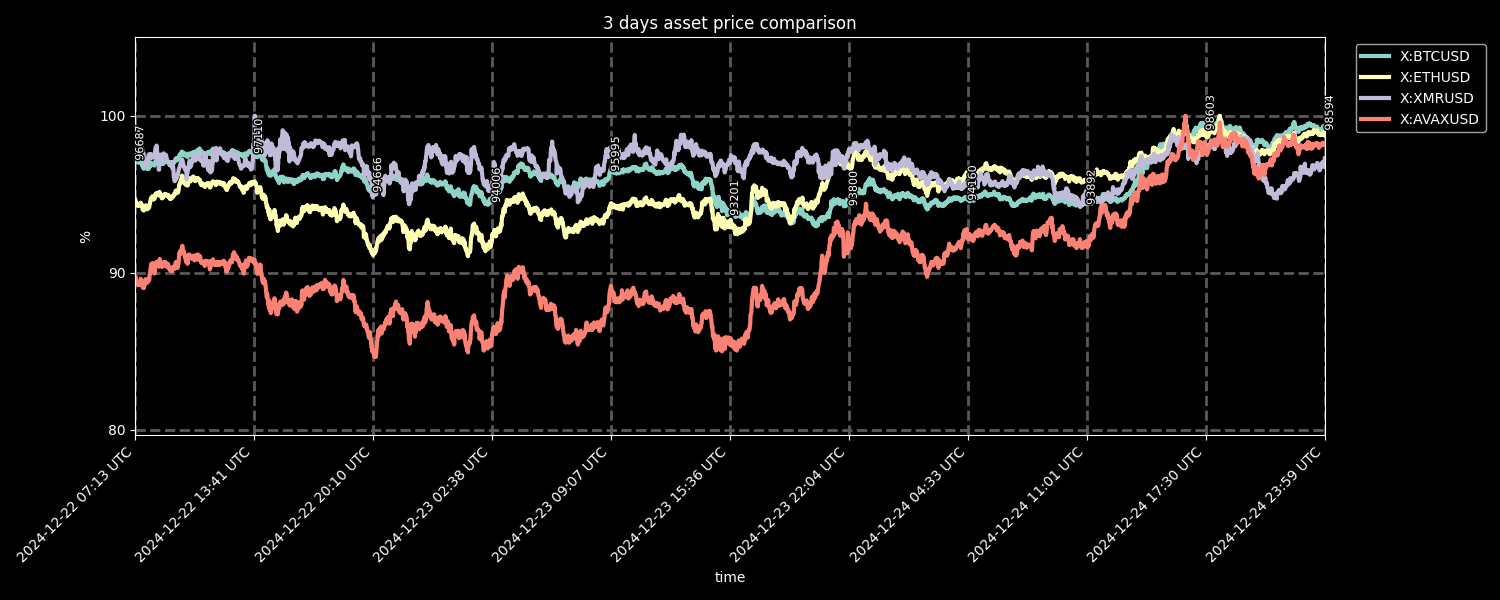 3 days asset price comparison
X:BTCUSD
X:ETHUSD
X:XMRUSD
X:AVAXUSD
100
90
80
%
96687
97170
94666
94006
95995
93201
93800
94160
93892
98603
98594
2024-12-22 07:13 UTC
2024-12-22 13:41 UTC
2024-12-22 20:10 UTC
2024-12-23 02:38 UTC
2024-12-23 09:07 UTC
2024-12-23 15:36 UTC
2024-12-23 22:04 UTC
2024-12-24 04:33 UTC
2024-12-24 11:01 UTC
2024-12-24 17:30 UTC
2024-12-24 23:59 UTC
time